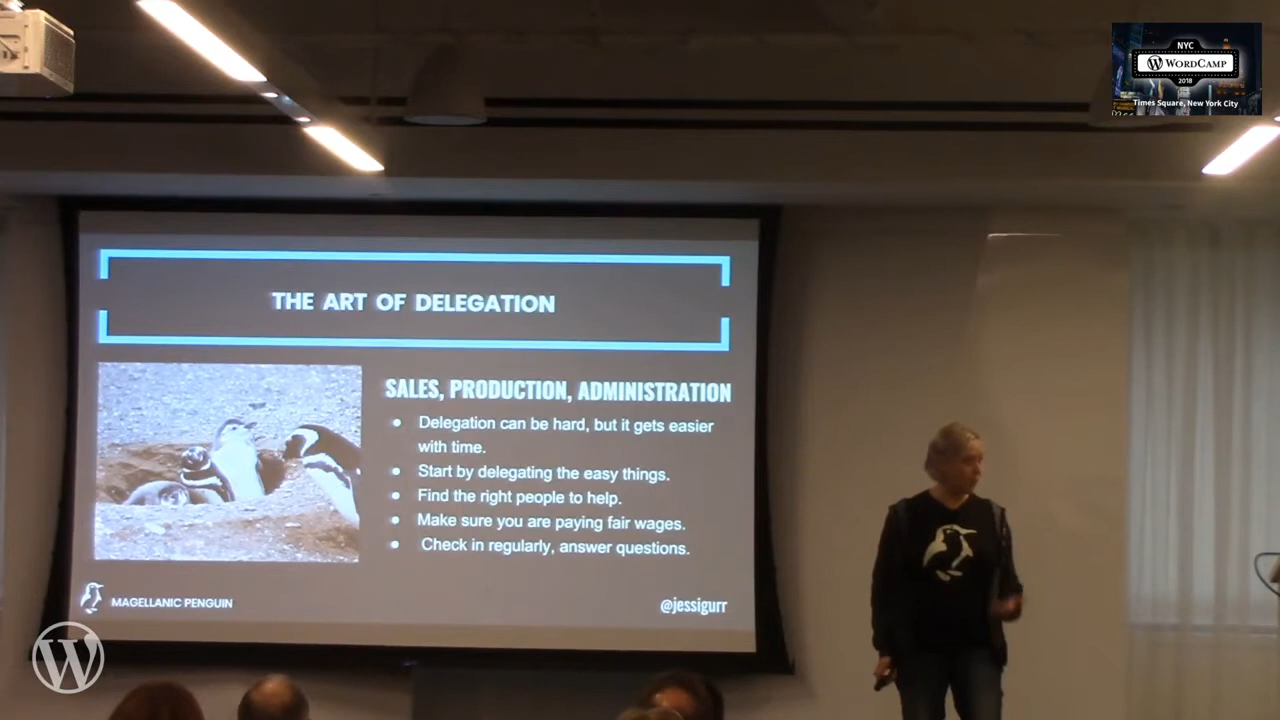 NYC
WORDCAMP
2018
Times Square, New York City
THE ART OF DELEGATION
SALES, PRODUCTION, ADMINISTRATION
• Delegation can be hard, but it gets easier
with time.
• Start by delegating the easy things.
• Find the right people to help.
• Make sure you are paying fair wages.
• Check in regularly, answer questions.
MAGELLANIC PENGUIN
@jessigurr